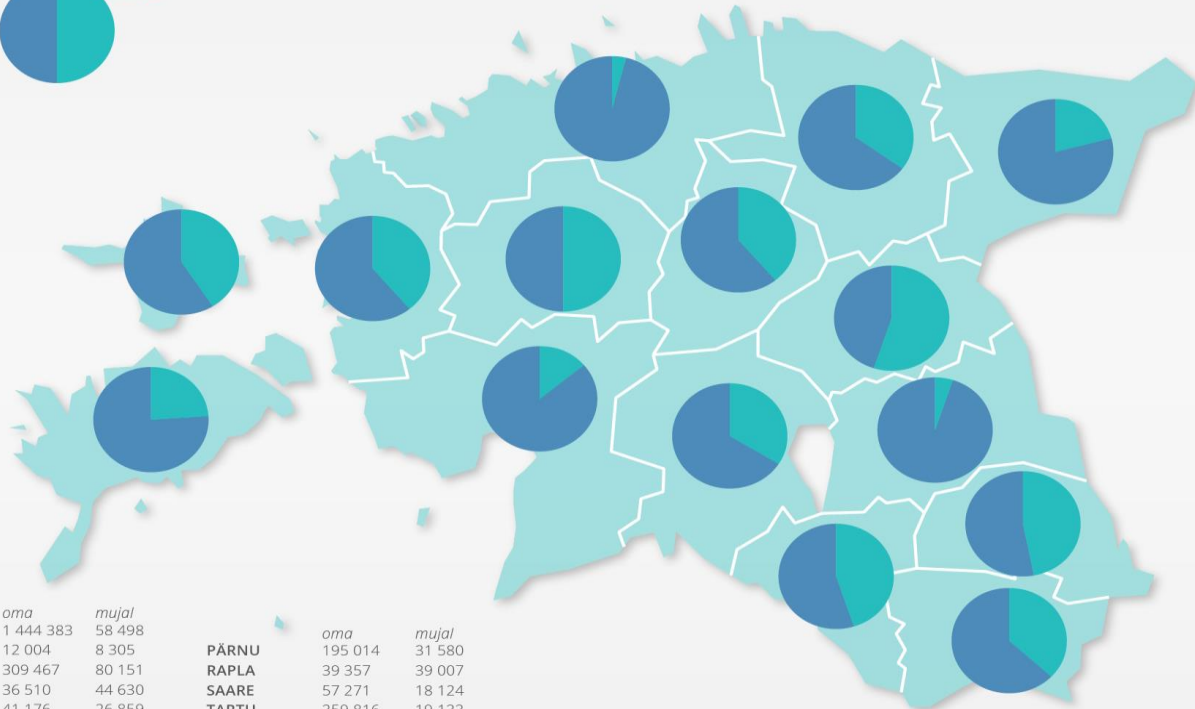 oma mujal
1 444 383 58 498
12 004 8 305
309 467 80 151
36 510 44 630
oma mujal
PÄRNU 195 014 31 580
RAPLA 39 357 39 007
SAARE 57 271 18 124